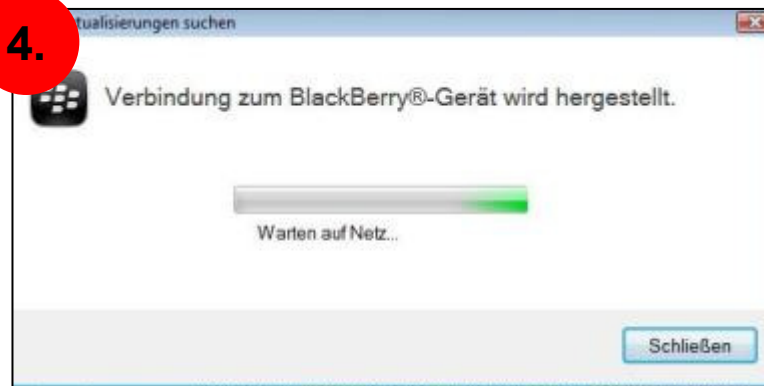 4.
tualisierungen suchen
Verbindung zum BlackBerry®-Gerät wird hergestellt.
Warten auf Netz...
Schließen